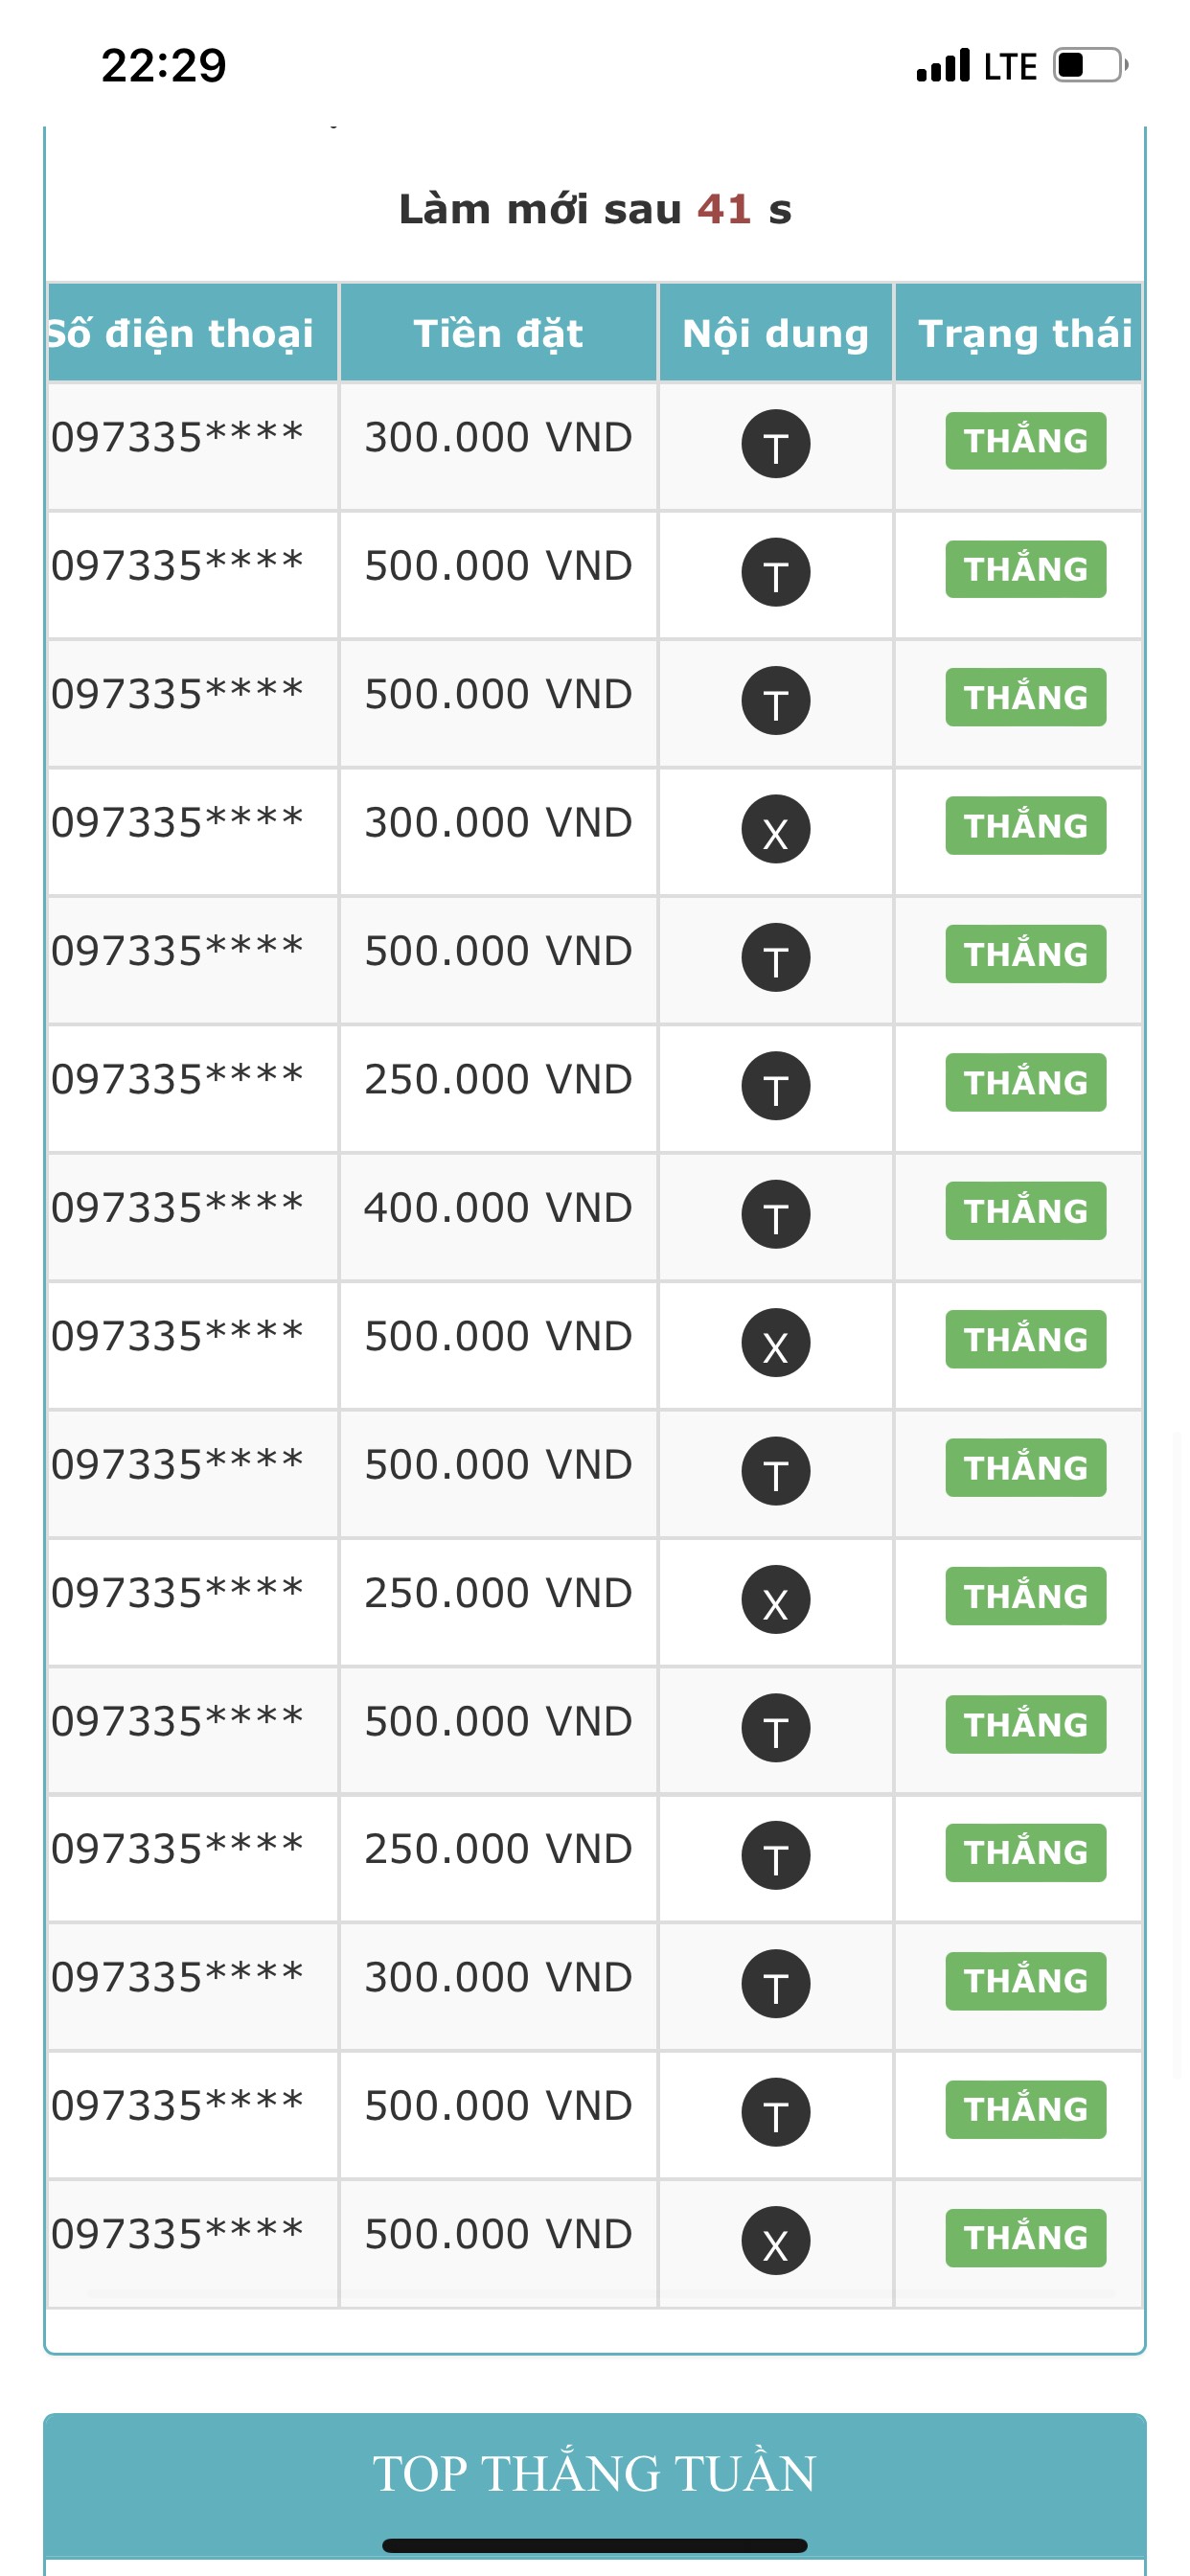 22:29 LTE
Làm mới sau 41 s
Số điện thoại Tiền đặt Nội dung Trạng thái
097335**** 300.000 VND T THẮNG
097335**** 500.000 VND T THẮNG
097335**** 500.000 VND T THẮNG
097335**** 300.000 VND X THẮNG
097335**** 500.000 VND T THẮNG
097335**** 250.000 VND T THẮNG
097335**** 400.000 VND T THẮNG
097335**** 500.000 VND X THẮNG
097335**** 500.000 VND T THẮNG
097335**** 250.000 VND X THẮNG
097335**** 500.000 VND T THẮNG
097335**** 250.000 VND T THẮNG
097335**** 300.000 VND T THẮNG
097335**** 500.000 VND T THẮNG
097335**** 500.000 VND X THẮNG
TOP THẮNG TUẦN